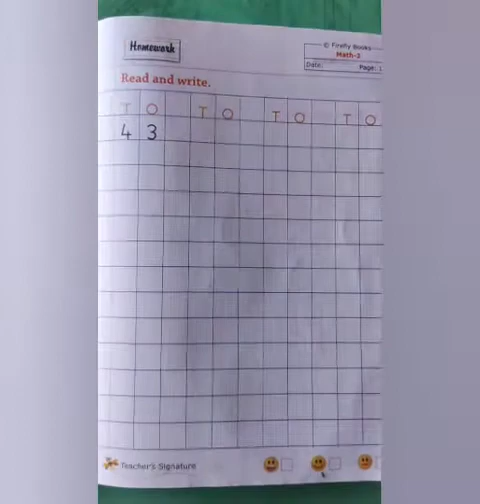 Homework
© Firefly Books
Math-2
Date:
Page:
Read and write.
T O T O T O T O
4 3
Teacher's Signature